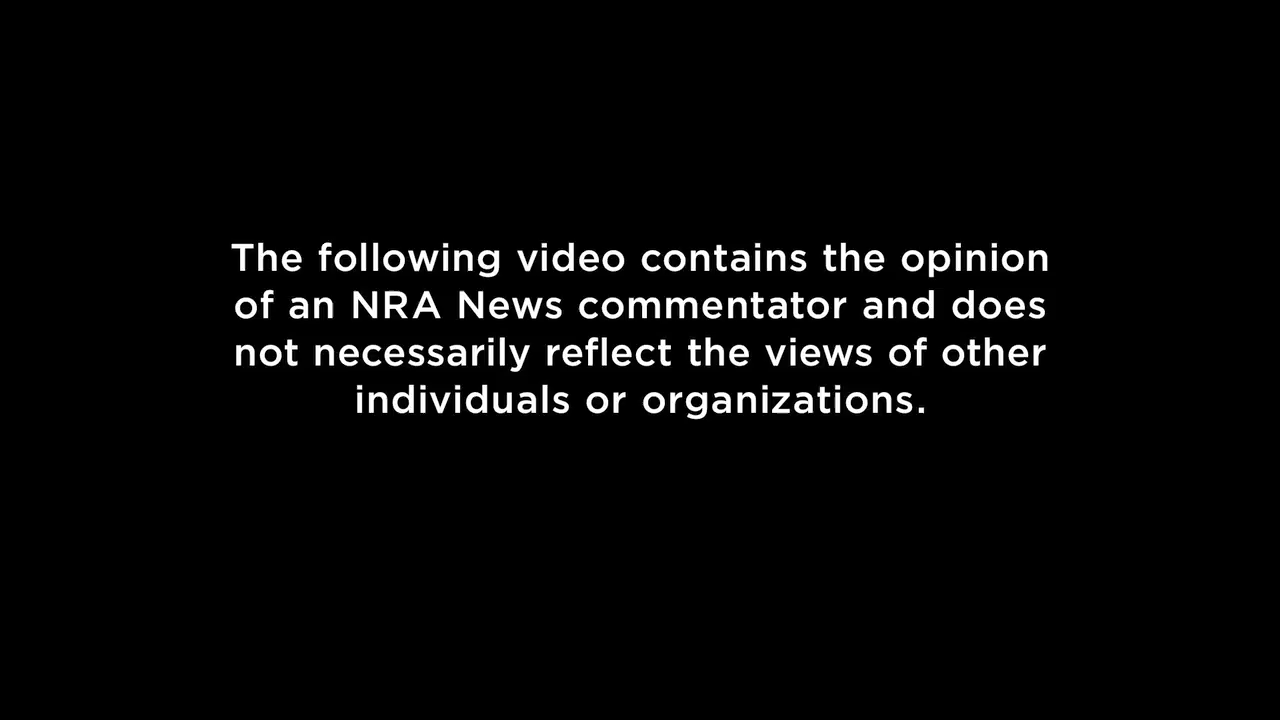 The following video contains the opinion
of an NRA News commentator and does
not necessarily reflect the views of other
individuals or organizations.